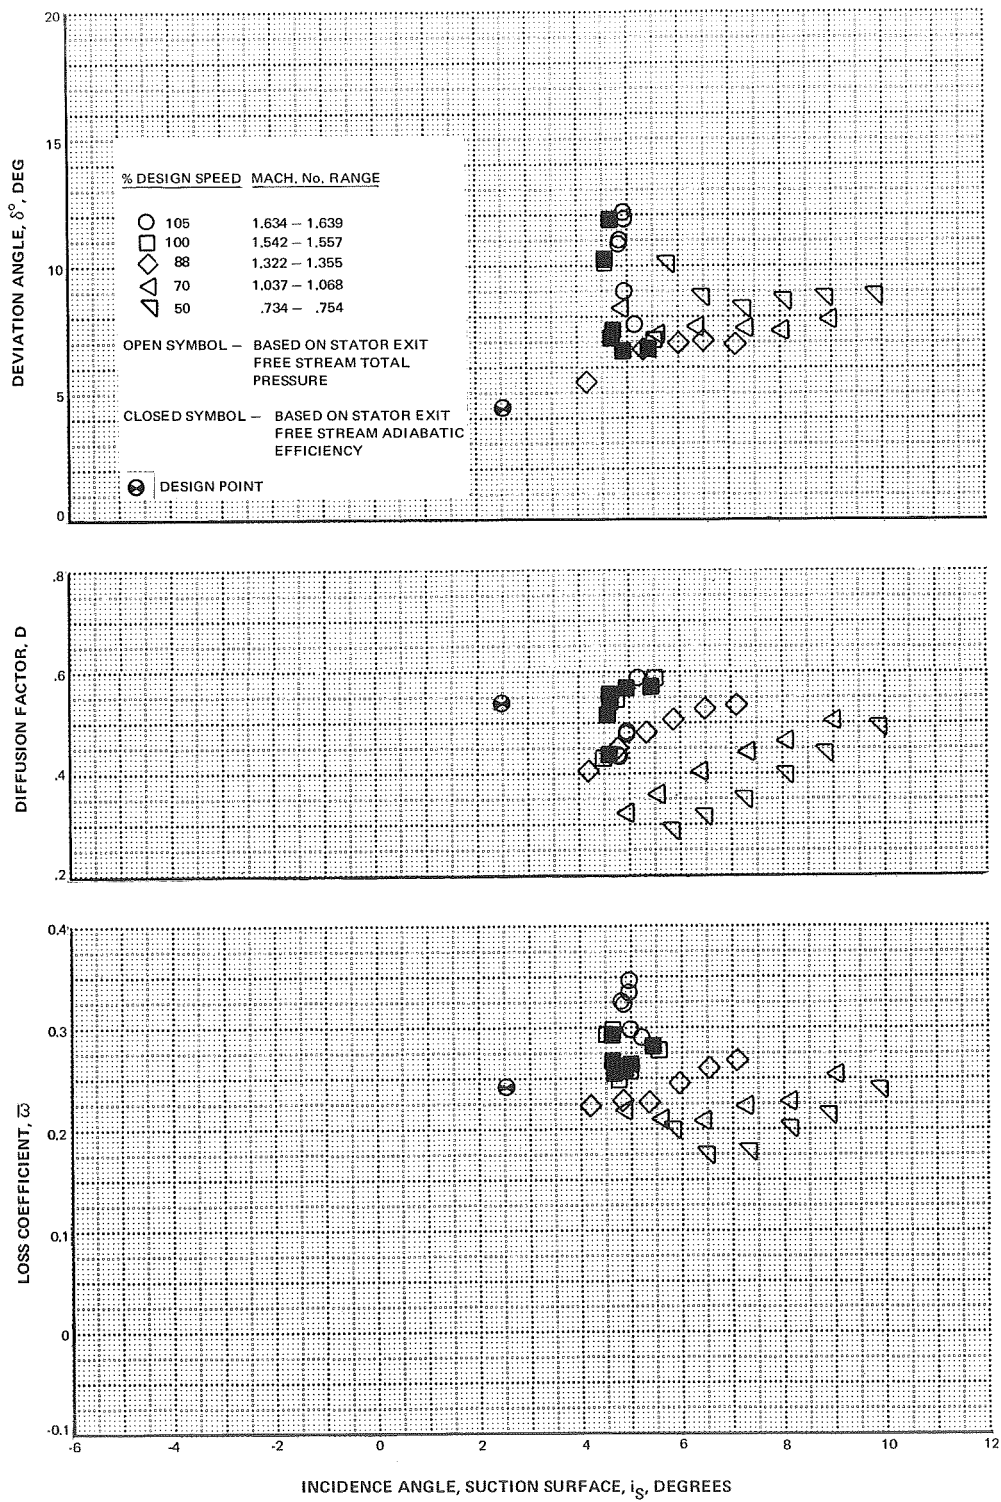 20
15
10
5
0
DEVIATION ANGLE, δ°, DEG
% DESIGN SPEED MACH. No. RANGE
105 1.634 – 1.639
100 1.542 – 1.557
88 1.322 – 1.355
70 1.037 – 1.068
50 .734 – .754
OPEN SYMBOL – BASED ON STATOR EXIT
FREE STREAM TOTAL
PRESSURE
CLOSED SYMBOL – BASED ON STATOR EXIT
FREE STREAM ADIABATIC
EFFICIENCY
DESIGN POINT
.8
.6
.4
.2
DIFFUSION FACTOR, D
0.4
0.3
0.2
0.1
0
-0.1
LOSS COEFFICIENT, ω̅
-6 -4 -2 0 2 4 6 8 10 12
INCIDENCE ANGLE, SUCTION SURFACE, iS, DEGREES